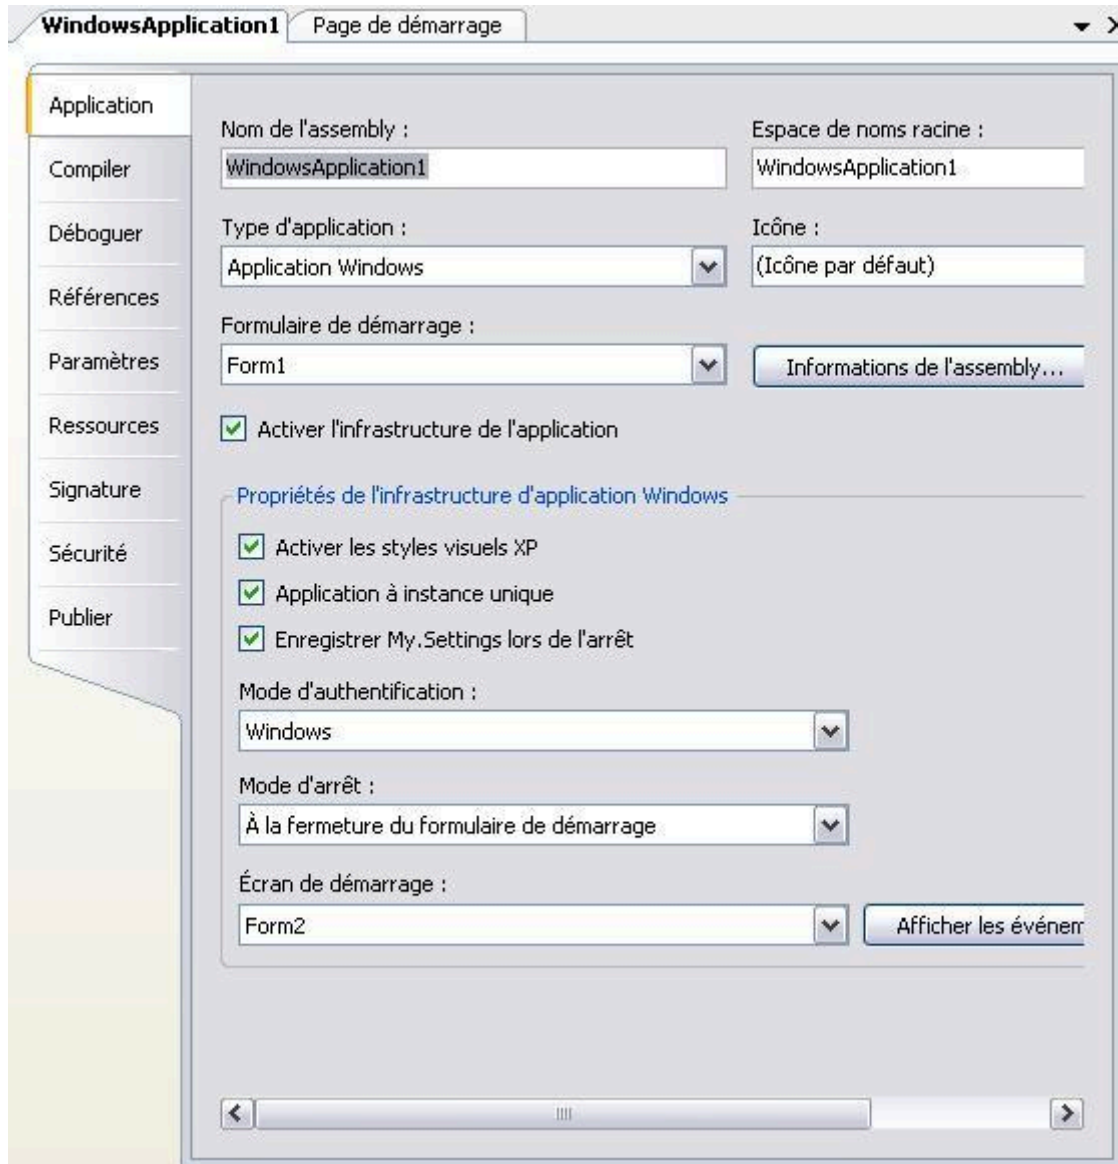 WindowsApplication1 Page de démarrage
Application
Compiler
Déboguer
Références
Paramètres
Ressources
Signature
Sécurité
Publier
Nom de l'assembly : Espace de noms racine :
WindowsApplication1 WindowsApplication1
Type d'application : Icône :
Application Windows (Icône par défaut)
Formulaire de démarrage :
Form1 Informations de l'assembly...
Activer l'infrastructure de l'application
Propriétés de l'infrastructure d'application Windows
Activer les styles visuels XP
Application à instance unique
Enregistrer My.Settings lors de l'arrêt
Mode d'authentification :
Windows
Mode d'arrêt :
À la fermeture du formulaire de démarrage
Écran de démarrage :
Form2 Afficher les événem